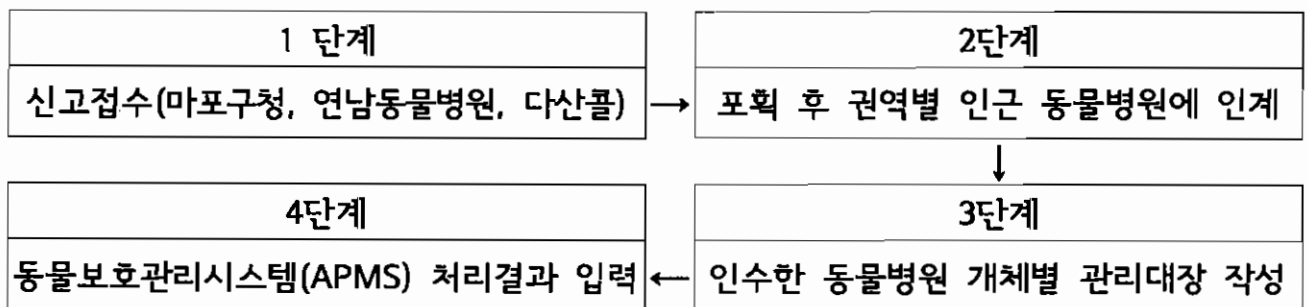 1 단계
신고접수(마포구청, 연남동물병원, 다산콜) →
2단계
포획 후 권역별 인근 동물병원에 인계
↓
3단계
인수한 동물병원 개체별 관리대장 작성
←
4단계
동물보호관리시스템(APMS) 처리결과 입력